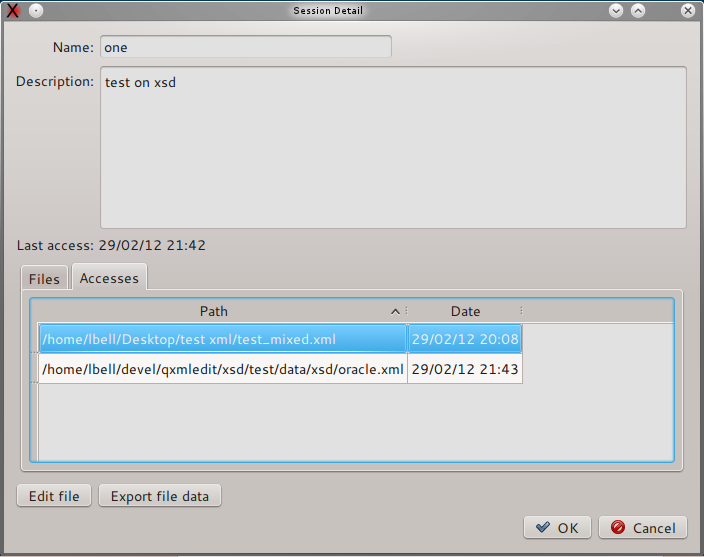 Session Detail
Name: one
Description: test on xsd
Last access: 29/02/12 21:42
Files Accesses
Path Date
/home/lbell/Desktop/test xml/test_mixed.xml 29/02/12 20:08
/home/lbell/devel/qxmledit/xsd/test/data/xsd/oracle.xml 29/02/12 21:43
Edit file Export file data
OK Cancel